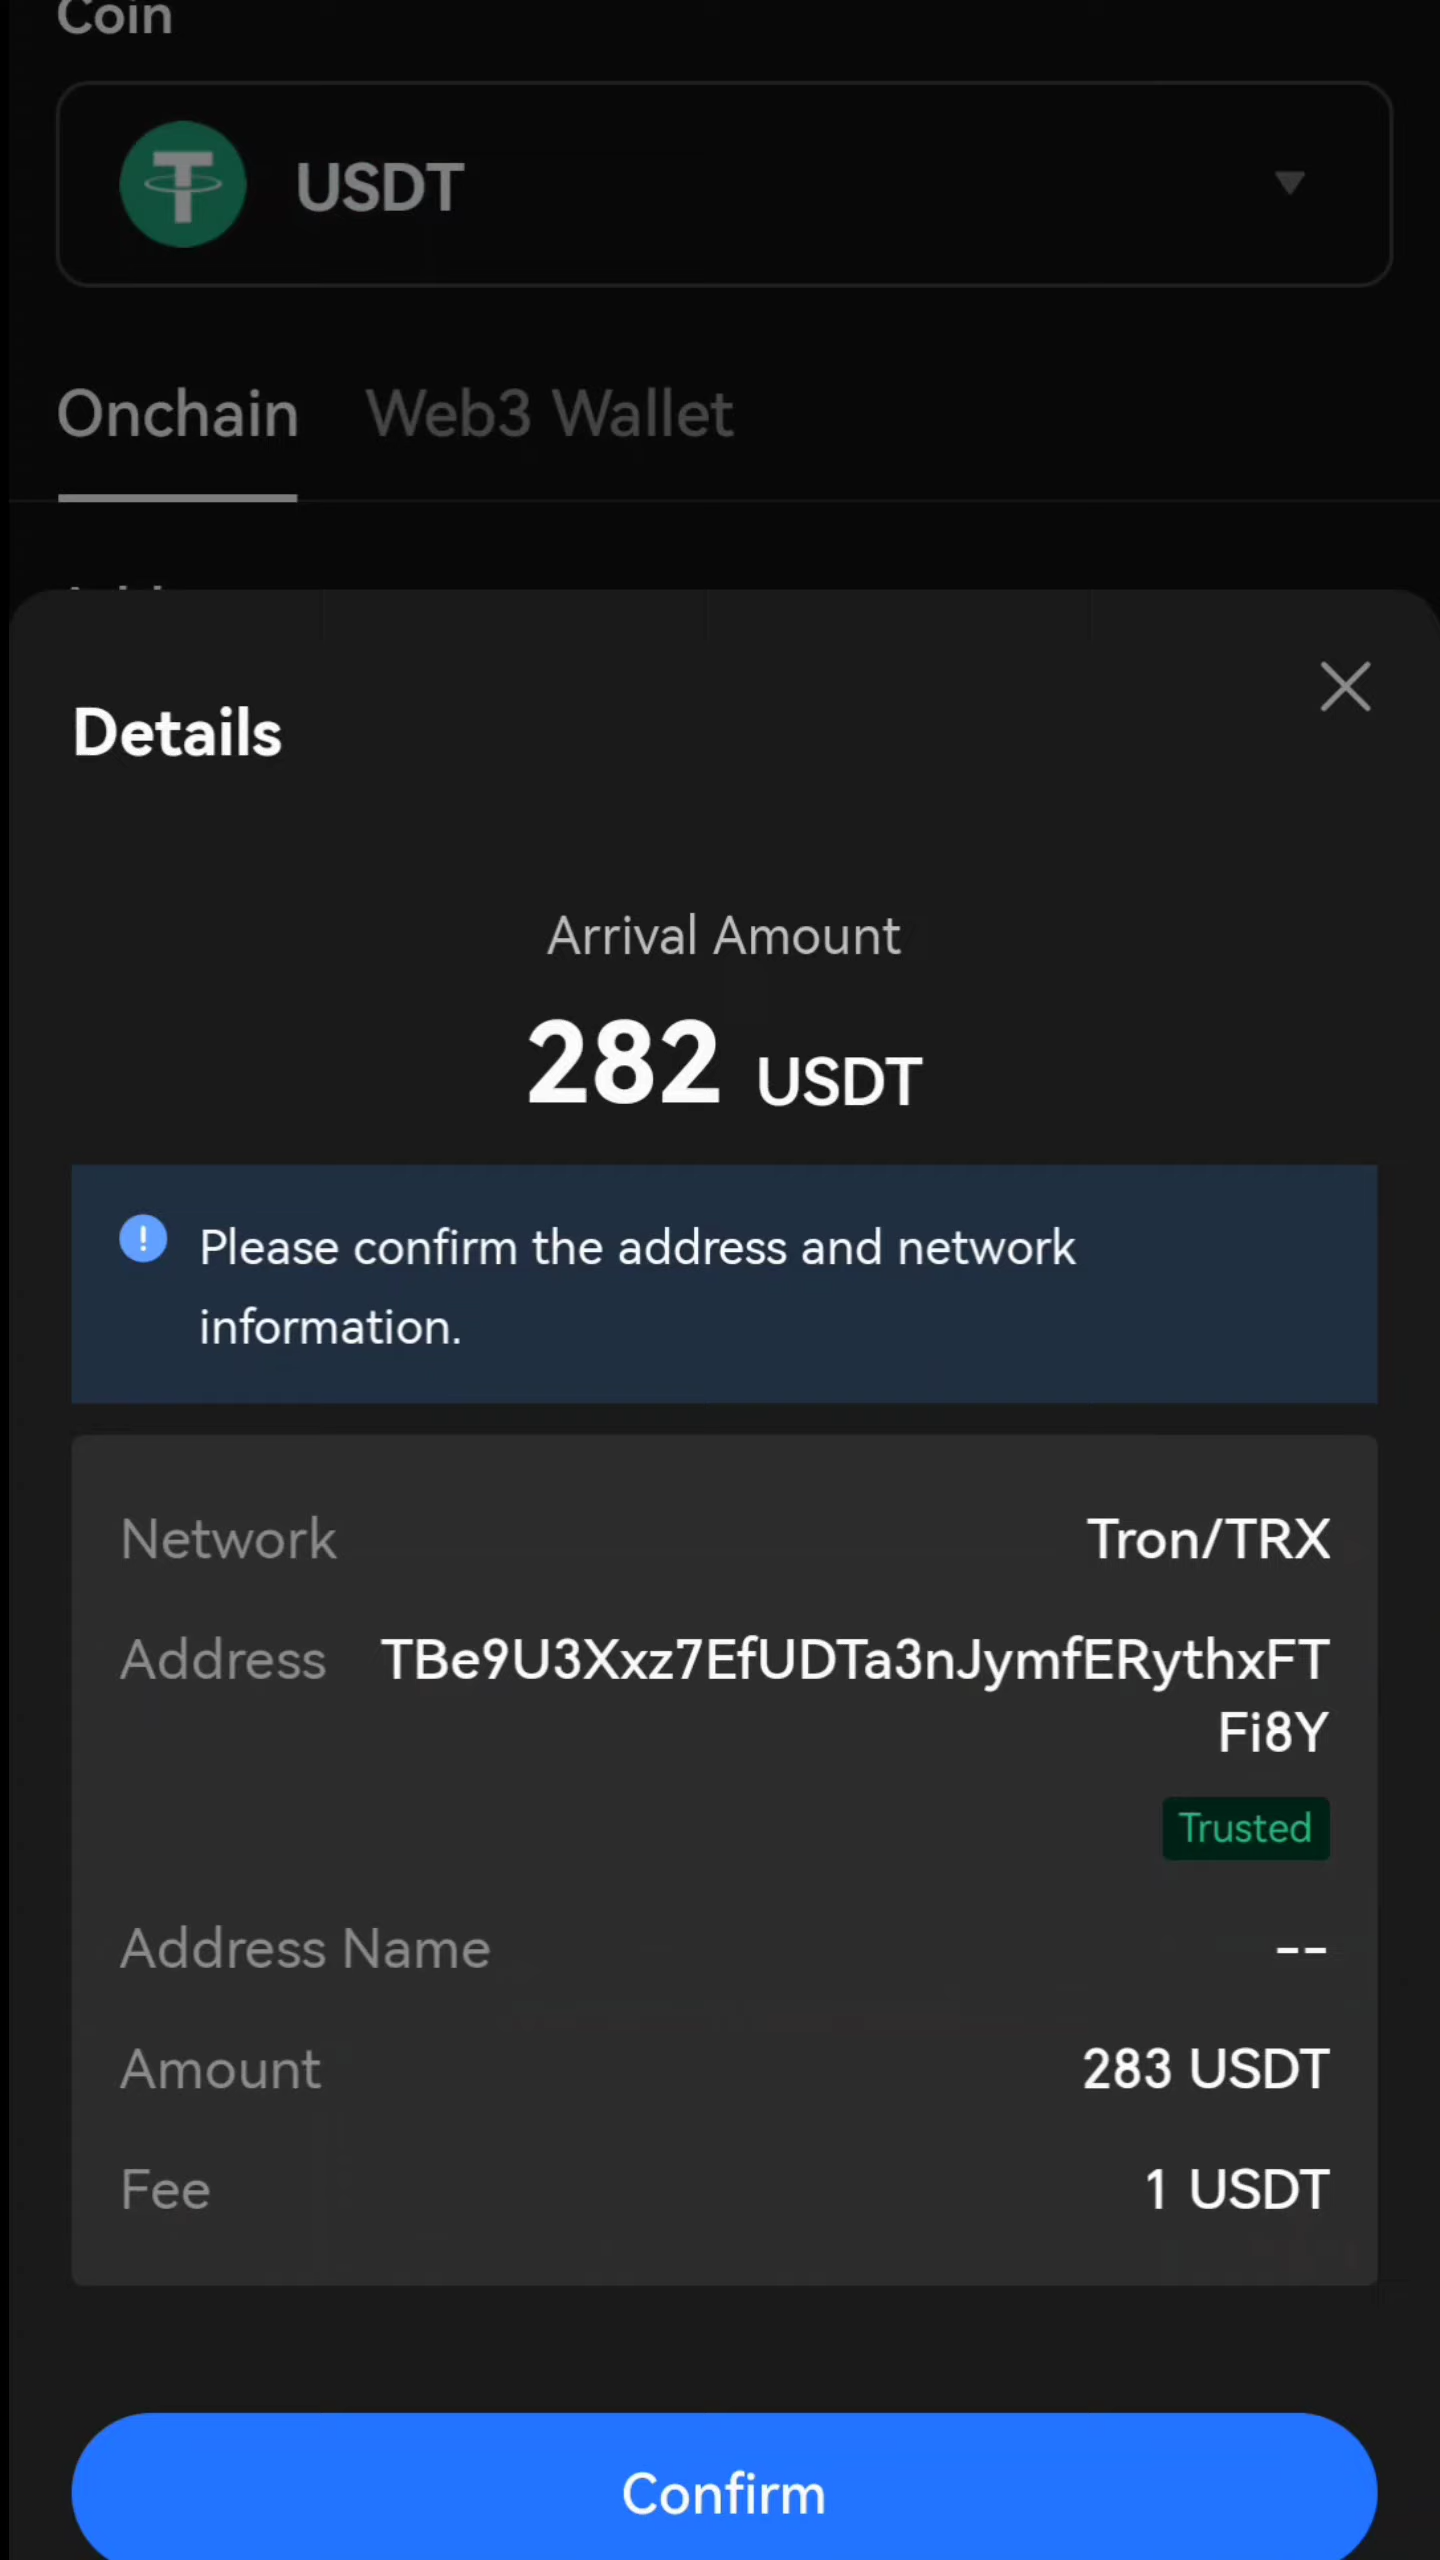 Coin
USDT
Onchain Web3 Wallet
Details
Arrival Amount
282 USDT
Please confirm the address and network
information.
Network Tron/TRX
Address TBe9U3Xxz7EfUDTa3nJymfERythxFT
Fi8Y
Trusted
Address Name --
Amount 283 USDT
Fee 1 USDT
Confirm